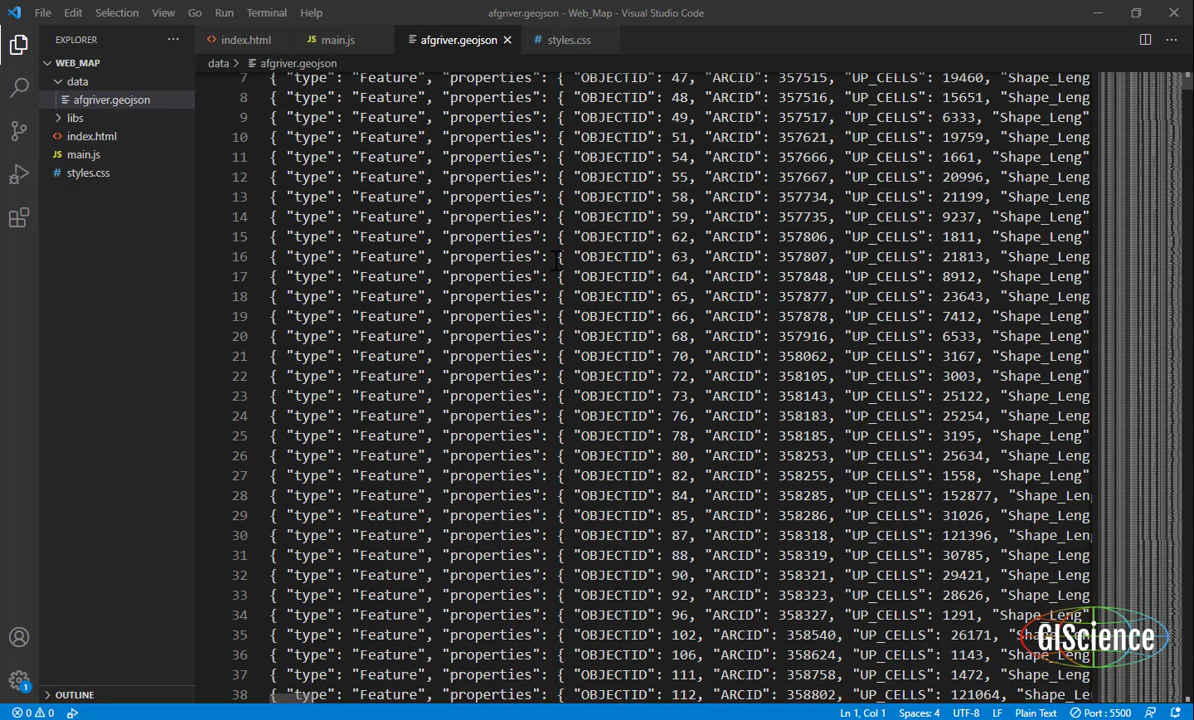 File Edit Selection View Go Run Terminal Help afgriver.geojson - Web_Map - Visual Studio Code
EXPLORER ... <> index.html JS main.js afgriver.geojson # styles.css ...
WEB_MAP
data
afgriver.geojson
libs
<> index.html
JS main.js
# styles.css
OUTLINE
data > afgriver.geojson
7 { "type": "Feature", "properties": { "OBJECTID": 47, "ARCID": 357515, "UP_CELLS": 19460, "Shape_Leng"
8 { "type": "Feature", "properties": { "OBJECTID": 48, "ARCID": 357516, "UP_CELLS": 15651, "Shape_Leng"
9 { "type": "Feature", "properties": { "OBJECTID": 49, "ARCID": 357517, "UP_CELLS": 6333, "Shape_Leng"
10 { "type": "Feature", "properties": { "OBJECTID": 51, "ARCID": 357621, "UP_CELLS": 19759, "Shape_Leng
11 { "type": "Feature", "properties": { "OBJECTID": 54, "ARCID": 357666, "UP_CELLS": 1661, "Shape_Leng"
12 { "type": "Feature", "properties": { "OBJECTID": 55, "ARCID": 357667, "UP_CELLS": 20996, "Shape_Leng
13 { "type": "Feature", "properties": { "OBJECTID": 58, "ARCID": 357734, "UP_CELLS": 21199, "Shape_Leng
14 { "type": "Feature", "properties": { "OBJECTID": 59, "ARCID": 357735, "UP_CELLS": 9237, "Shape_Leng"
15 { "type": "Feature", "properties": { "OBJECTID": 62, "ARCID": 357806, "UP_CELLS": 1811, "Shape_Leng"
16 { "type": "Feature", "properties": { "OBJECTID": 63, "ARCID": 357807, "UP_CELLS": 21813, "Shape_Leng
17 { "type": "Feature", "properties": { "OBJECTID": 64, "ARCID": 357848, "UP_CELLS": 8912, "Shape_Leng"
18 { "type": "Feature", "properties": { "OBJECTID": 65, "ARCID": 357877, "UP_CELLS": 23643, "Shape_Leng
19 { "type": "Feature", "properties": { "OBJECTID": 66, "ARCID": 357878, "UP_CELLS": 7412, "Shape_Leng"
20 { "type": "Feature", "properties": { "OBJECTID": 68, "ARCID": 357916, "UP_CELLS": 6533, "Shape_Leng"
21 { "type": "Feature", "properties": { "OBJECTID": 70, "ARCID": 358062, "UP_CELLS": 3167, "Shape_Leng"
22 { "type": "Feature", "properties": { "OBJECTID": 72, "ARCID": 358105, "UP_CELLS": 3003, "Shape_Leng"
23 { "type": "Feature", "properties": { "OBJECTID": 73, "ARCID": 358143, "UP_CELLS": 25122, "Shape_Leng
24 { "type": "Feature", "properties": { "OBJECTID": 76, "ARCID": 358183, "UP_CELLS": 25254, "Shape_Leng
25 { "type": "Feature", "properties": { "OBJECTID": 78, "ARCID": 358185, "UP_CELLS": 3195, "Shape_Leng"
26 { "type": "Feature", "properties": { "OBJECTID": 80, "ARCID": 358253, "UP_CELLS": 25634, "Shape_Leng
27 { "type": "Feature", "properties": { "OBJECTID": 82, "ARCID": 358255, "UP_CELLS": 1558, "Shape_Leng"
28 { "type": "Feature", "properties": { "OBJECTID": 84, "ARCID": 358285, "UP_CELLS": 152877, "Shape_Len
29 { "type": "Feature", "properties": { "OBJECTID": 85, "ARCID": 358286, "UP_CELLS": 31026, "Shape_Leng
30 { "type": "Feature", "properties": { "OBJECTID": 87, "ARCID": 358318, "UP_CELLS": 121396, "Shape_Len
31 { "type": "Feature", "properties": { "OBJECTID": 88, "ARCID": 358319, "UP_CELLS": 30785, "Shape_Leng
32 { "type": "Feature", "properties": { "OBJECTID": 90, "ARCID": 358321, "UP_CELLS": 29421, "Shape_Leng
33 { "type": "Feature", "properties": { "OBJECTID": 92, "ARCID": 358323, "UP_CELLS": 28626, "Shape_Leng
34 { "type": "Feature", "properties": { "OBJECTID": 96, "ARCID": 358327, "UP_CELLS": 1291, "Shape_Leng"
35 { "type": "Feature", "properties": { "OBJECTID": 102, "ARCID": 358540, "UP_CELLS": 26171,
36 { "type": "Feature", "properties": { "OBJECTID": 106, "ARCID": 358624, "UP_CELLS": 1143, "Shape_Leng
37 { "type": "Feature", "properties": { "OBJECTID": 111, "ARCID": 358758, "UP_CELLS": 1472, "Shape_Leng
38 { "type": "Feature", "properties": { "OBJECTID": 112, "ARCID": 358802, "UP_CELLS": 121064, "Shape_Le
GIScience
1
0 0 Ln 1, Col 1 Spaces: 4 UTF-8 LF Plain Text Port : 5500